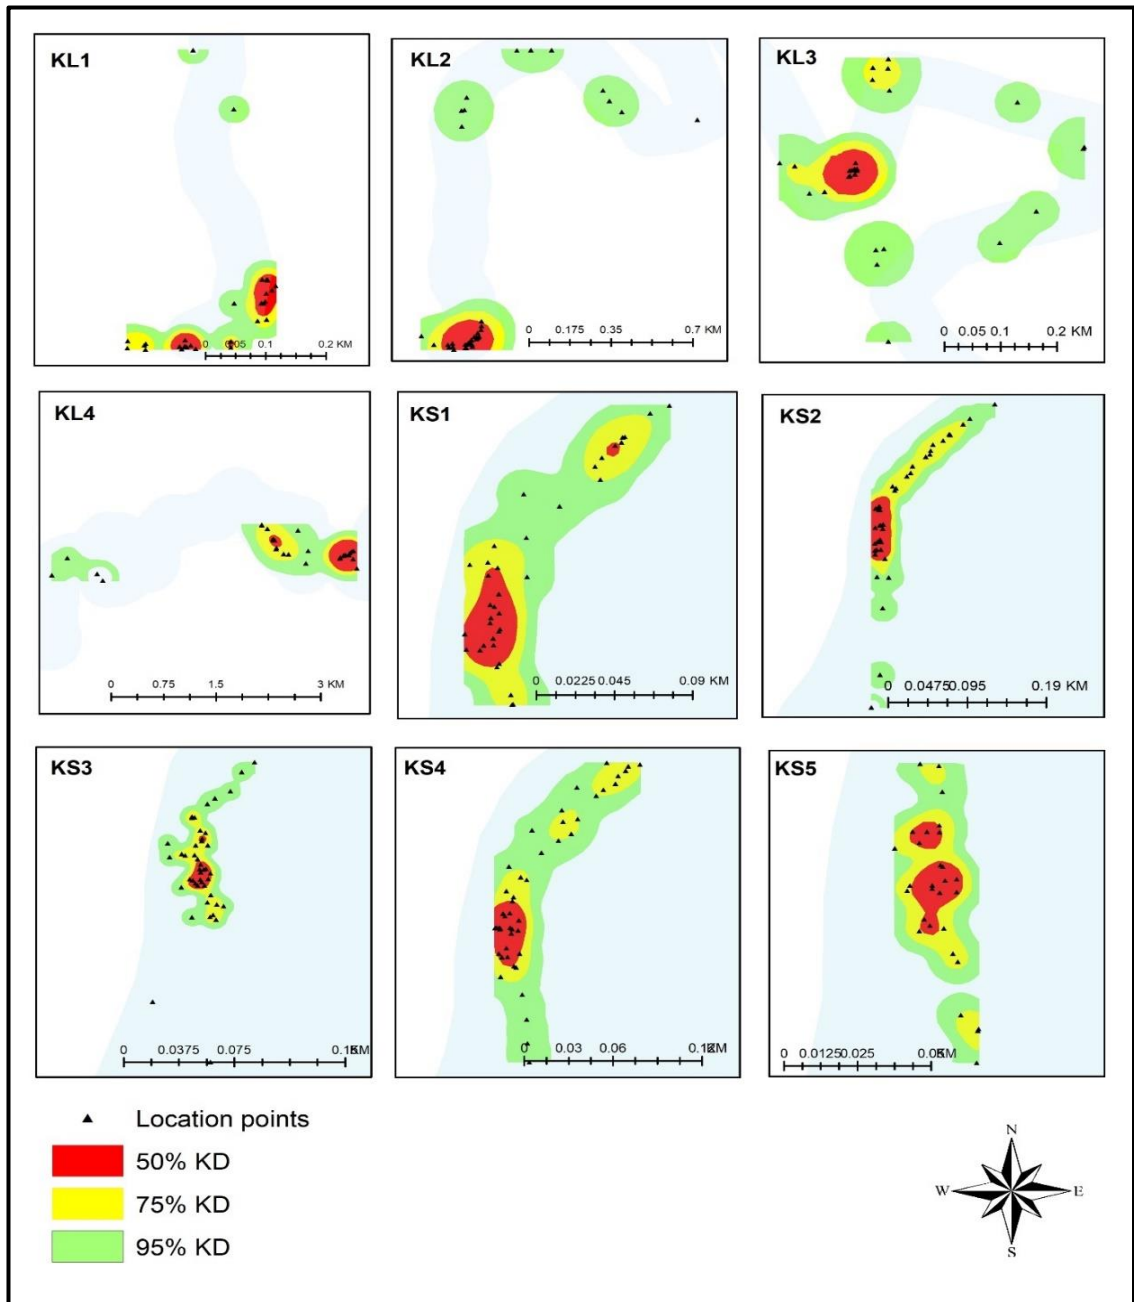 KL1
0 0.05 0.1 0.2 KM
KL2
0 0.175 0.35 0.7 KM
KL3
0 0.05 0.1 0.2 KM
KL4
0 0.75 1.5 3 KM
KS1
0 0.0225 0.045 0.09 KM
KS2
0 0.0475 0.095 0.19 KM
KS3
0 0.0375 0.075 KM
KS4
0 0.03 0.06 KM
KS5
0 0.0125 0.025 KM
Location points
50% KD
75% KD
95% KD
N
W E
S